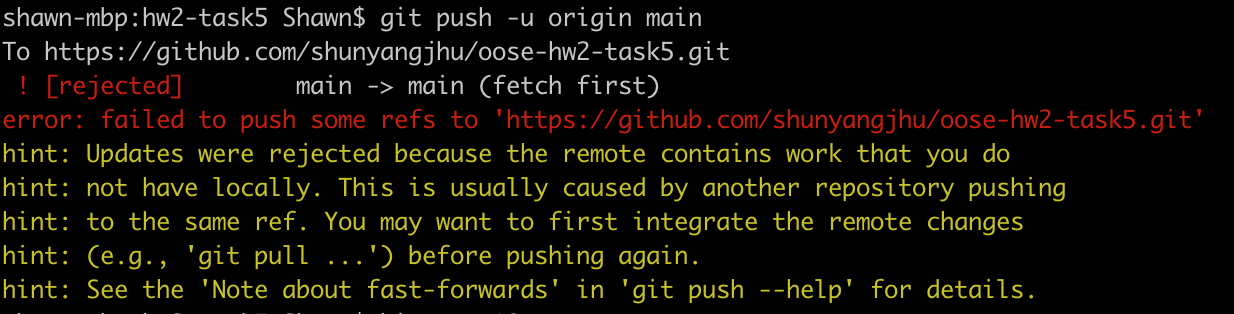 shawn-mbp:hw2-task5 Shawn$ git push -u origin main
To https://github.com/shunyangjhu/oose-hw2-task5.git
 ! [rejected]        main -> main (fetch first)
error: failed to push some refs to 'https://github.com/shunyangjhu/oose-hw2-task5.git'
hint: Updates were rejected because the remote contains work that you do
hint: not have locally. This is usually caused by another repository pushing
hint: to the same ref. You may want to first integrate the remote changes
hint: (e.g., 'git pull ...') before pushing again.
hint: See the 'Note about fast-forwards' in 'git push --help' for details.